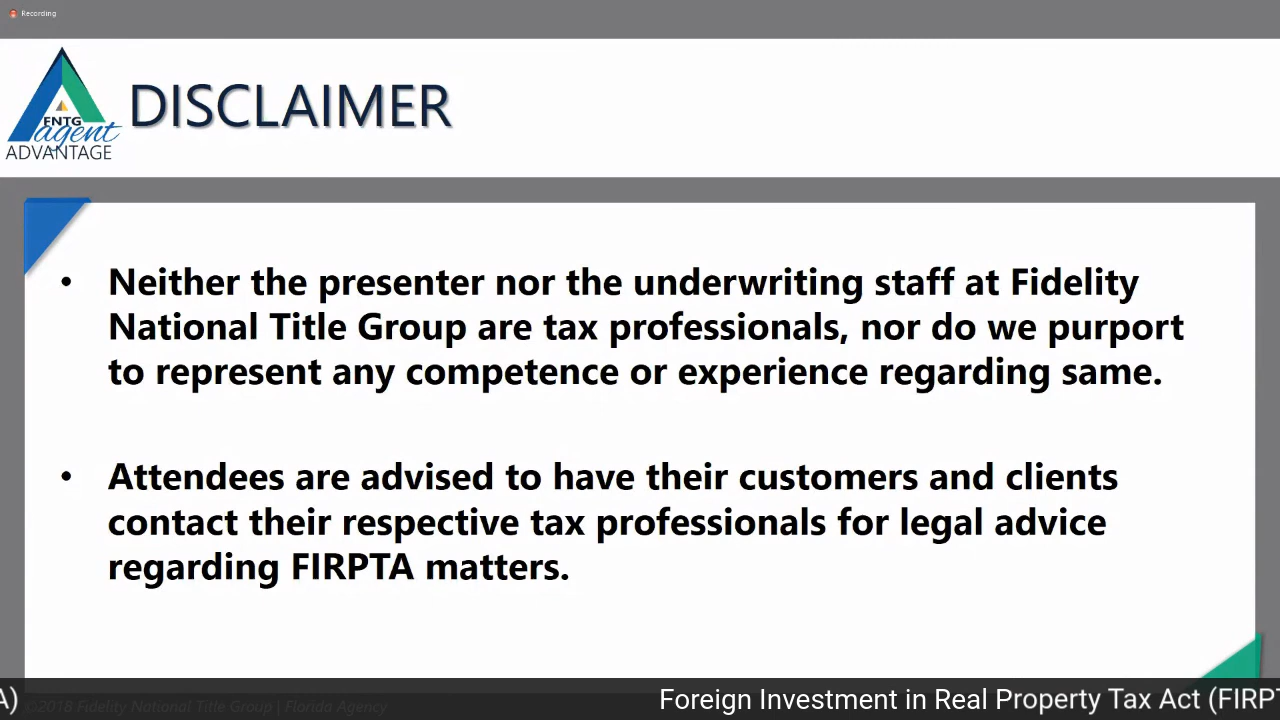 Recording
FNTG
agent
ADVANTAGE
DISCLAIMER
• Neither the presenter nor the underwriting staff at Fidelity
National Title Group are tax professionals, nor do we purport
to represent any competence or experience regarding same.
• Attendees are advised to have their customers and clients
contact their respective tax professionals for legal advice
regarding FIRPTA matters.
A) Foreign Investment in Real Property Tax Act (FIRPT
©2018 Fidelity National Title Group | Florida Agency